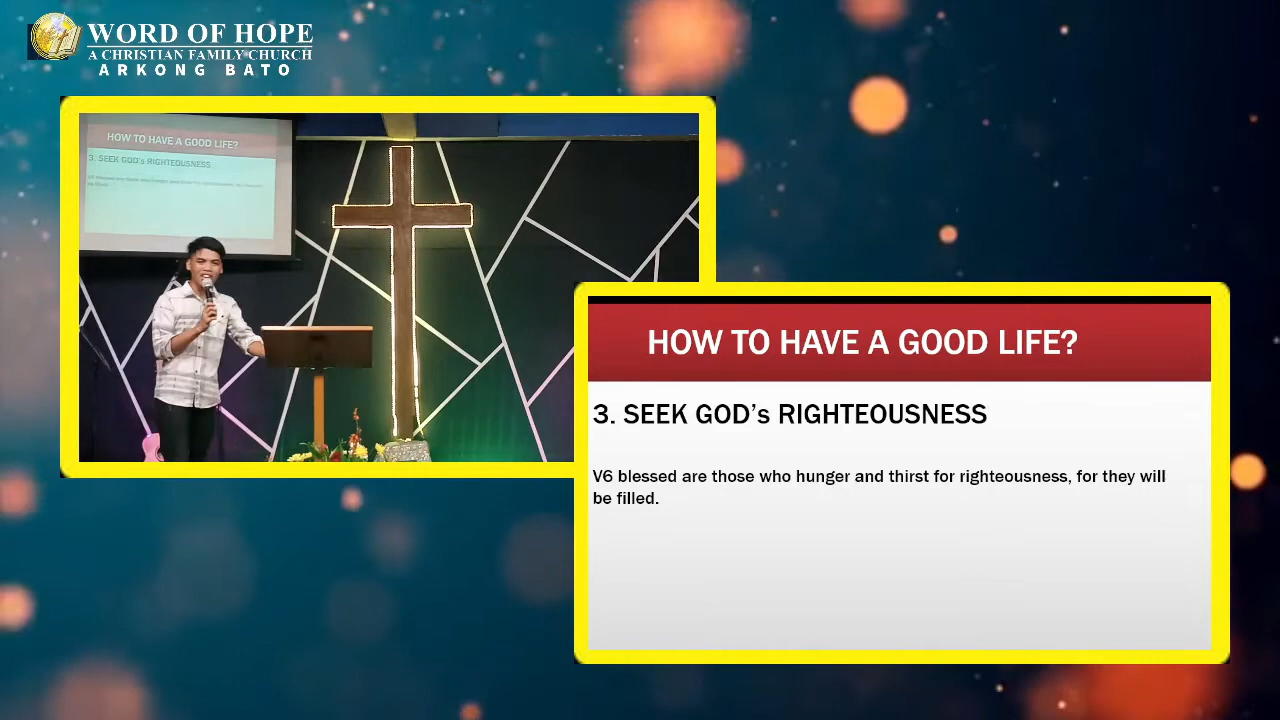 WORD OF HOPE
A CHRISTIAN FAMILY CHURCH
ARKONG BATO
HOW TO HAVE A GOOD LIFE?
3. SEEK GOD's RIGHTEOUSNESS
HOW TO HAVE A GOOD LIFE?
3. SEEK GOD’s RIGHTEOUSNESS
V6 blessed are those who hunger and thirst for righteousness, for they will
be filled.